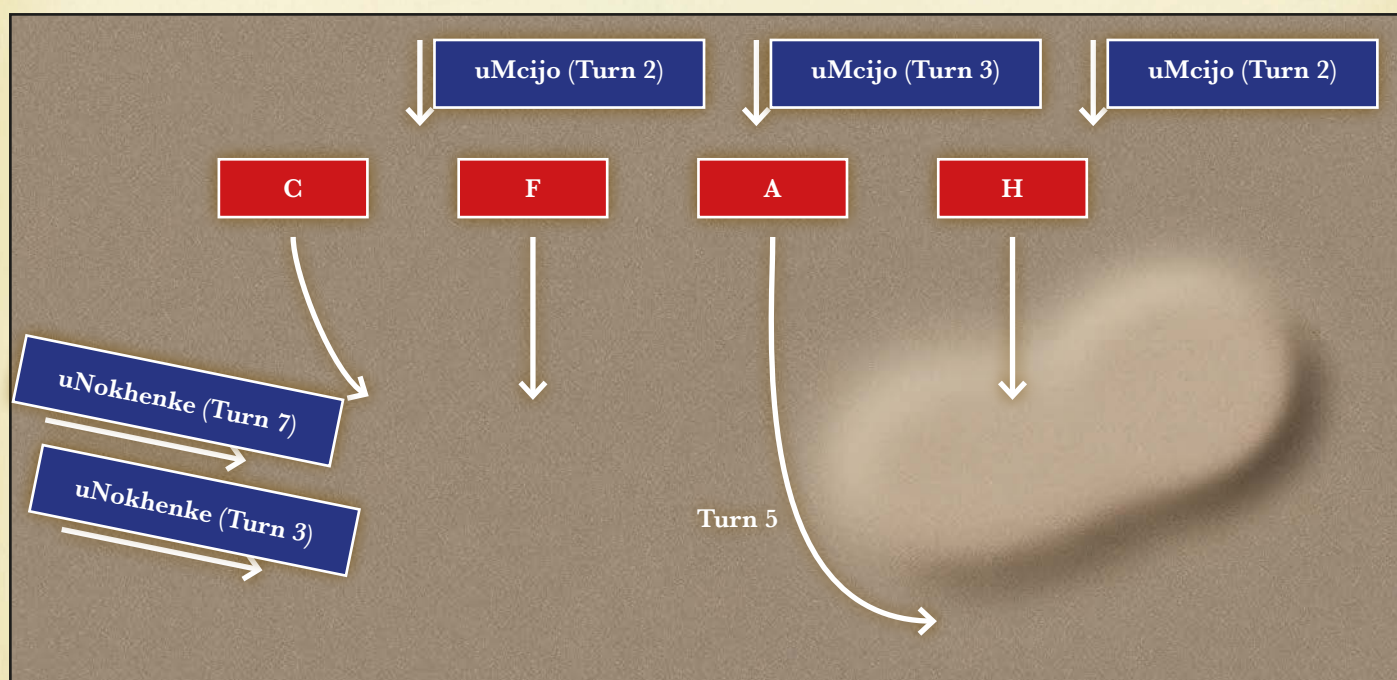 uMcijo (Turn 2)
uMcijo (Turn 3)
uMcijo (Turn 2)
C
F
A
H
uNokhenke (Turn 7)
uNokhenke (Turn 3)
Turn 5